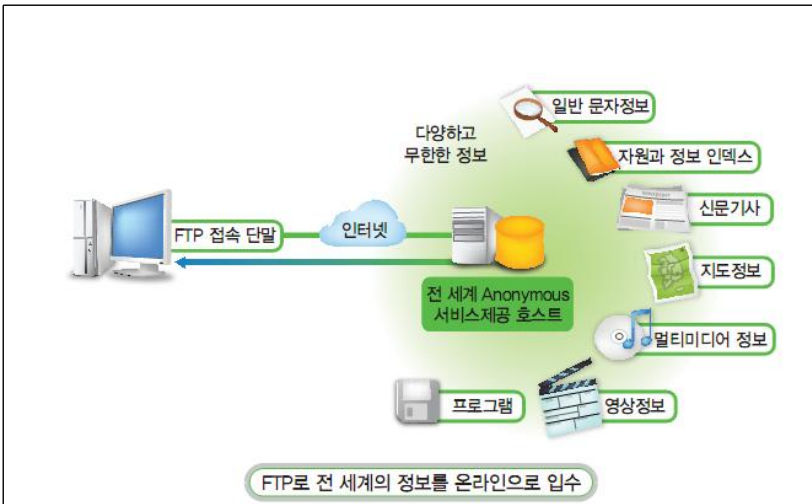 일반 문자정보
다양하고
무한한 정보
자원과 정보 인덱스
신문기사
FTP 접속 단말
인터넷
지도정보
전 세계 Anonymous
서비스제공 호스트
멀티미디어 정보
프로그램
영상정보
FTP로 전 세계의 정보를 온라인으로 입수